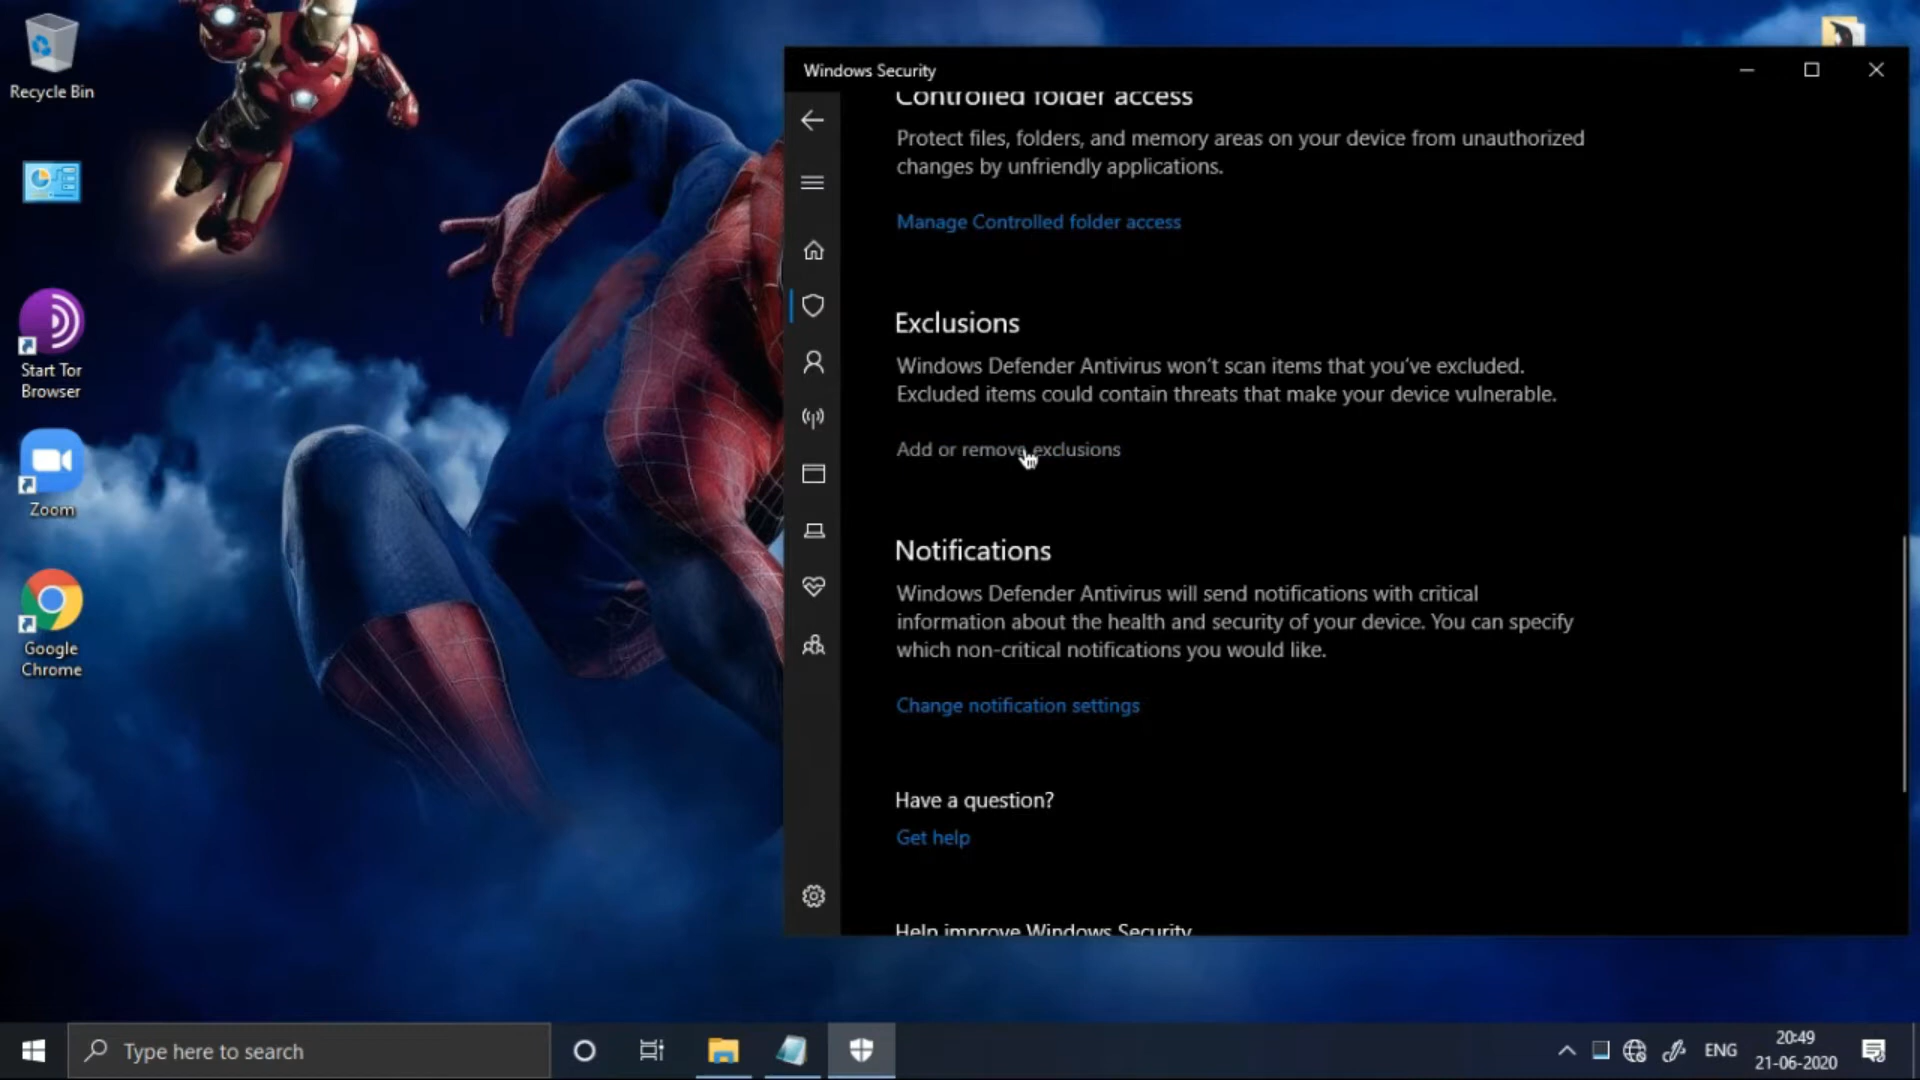 Recycle Bin
Start Tor
Browser
Zoom
Google
Chrome
Windows Security
Controlled folder access
Protect files, folders, and memory areas on your device from unauthorized
changes by unfriendly applications.
Manage Controlled folder access
Exclusions
Windows Defender Antivirus won't scan items that you've excluded.
Excluded items could contain threats that make your device vulnerable.
Add or remove exclusions
Notifications
Windows Defender Antivirus will send notifications with critical
information about the health and security of your device. You can specify
which non-critical notifications you would like.
Change notification settings
Have a question?
Get help
Help improve Windows Security
Type here to search
ENG
20:49
21-06-2020